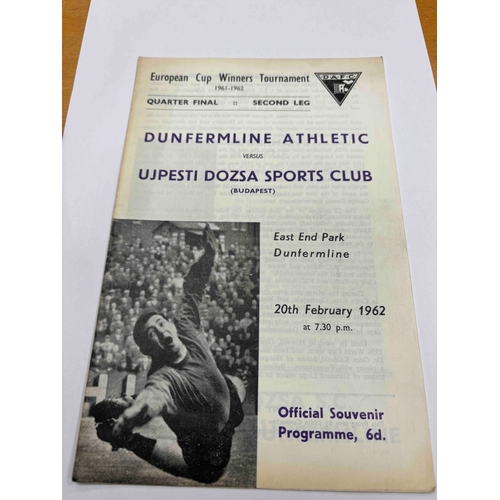 European Cup Winners Tournament
1961-1962
QUARTER FINAL :: SECOND LEG
D.A.F.C.
DUNFERMLINE ATHLETIC
VERSUS
UJPESTI DOZSA SPORTS CLUB
(BUDAPEST)
East End Park
Dunfermline
20th February 1962
at 7.30 p.m.
Official Souvenir
Programme, 6d.